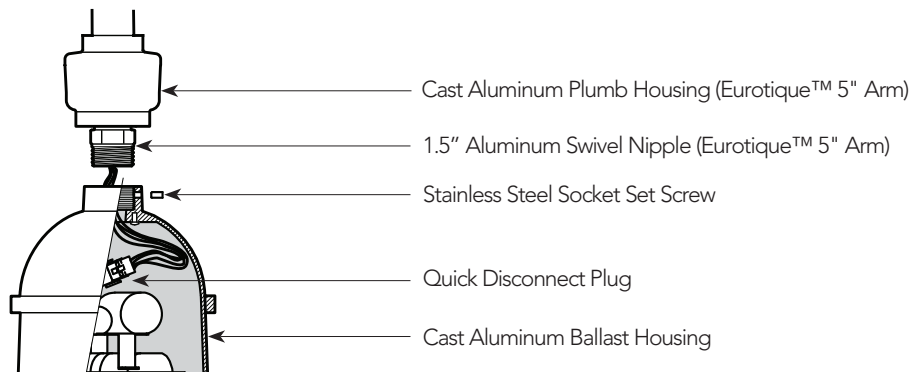 Cast Aluminum Plumb Housing (Eurotique™ 5" Arm)
1.5” Aluminum Swivel Nipple (Eurotique™ 5" Arm)
Stainless Steel Socket Set Screw
Quick Disconnect Plug
Cast Aluminum Ballast Housing